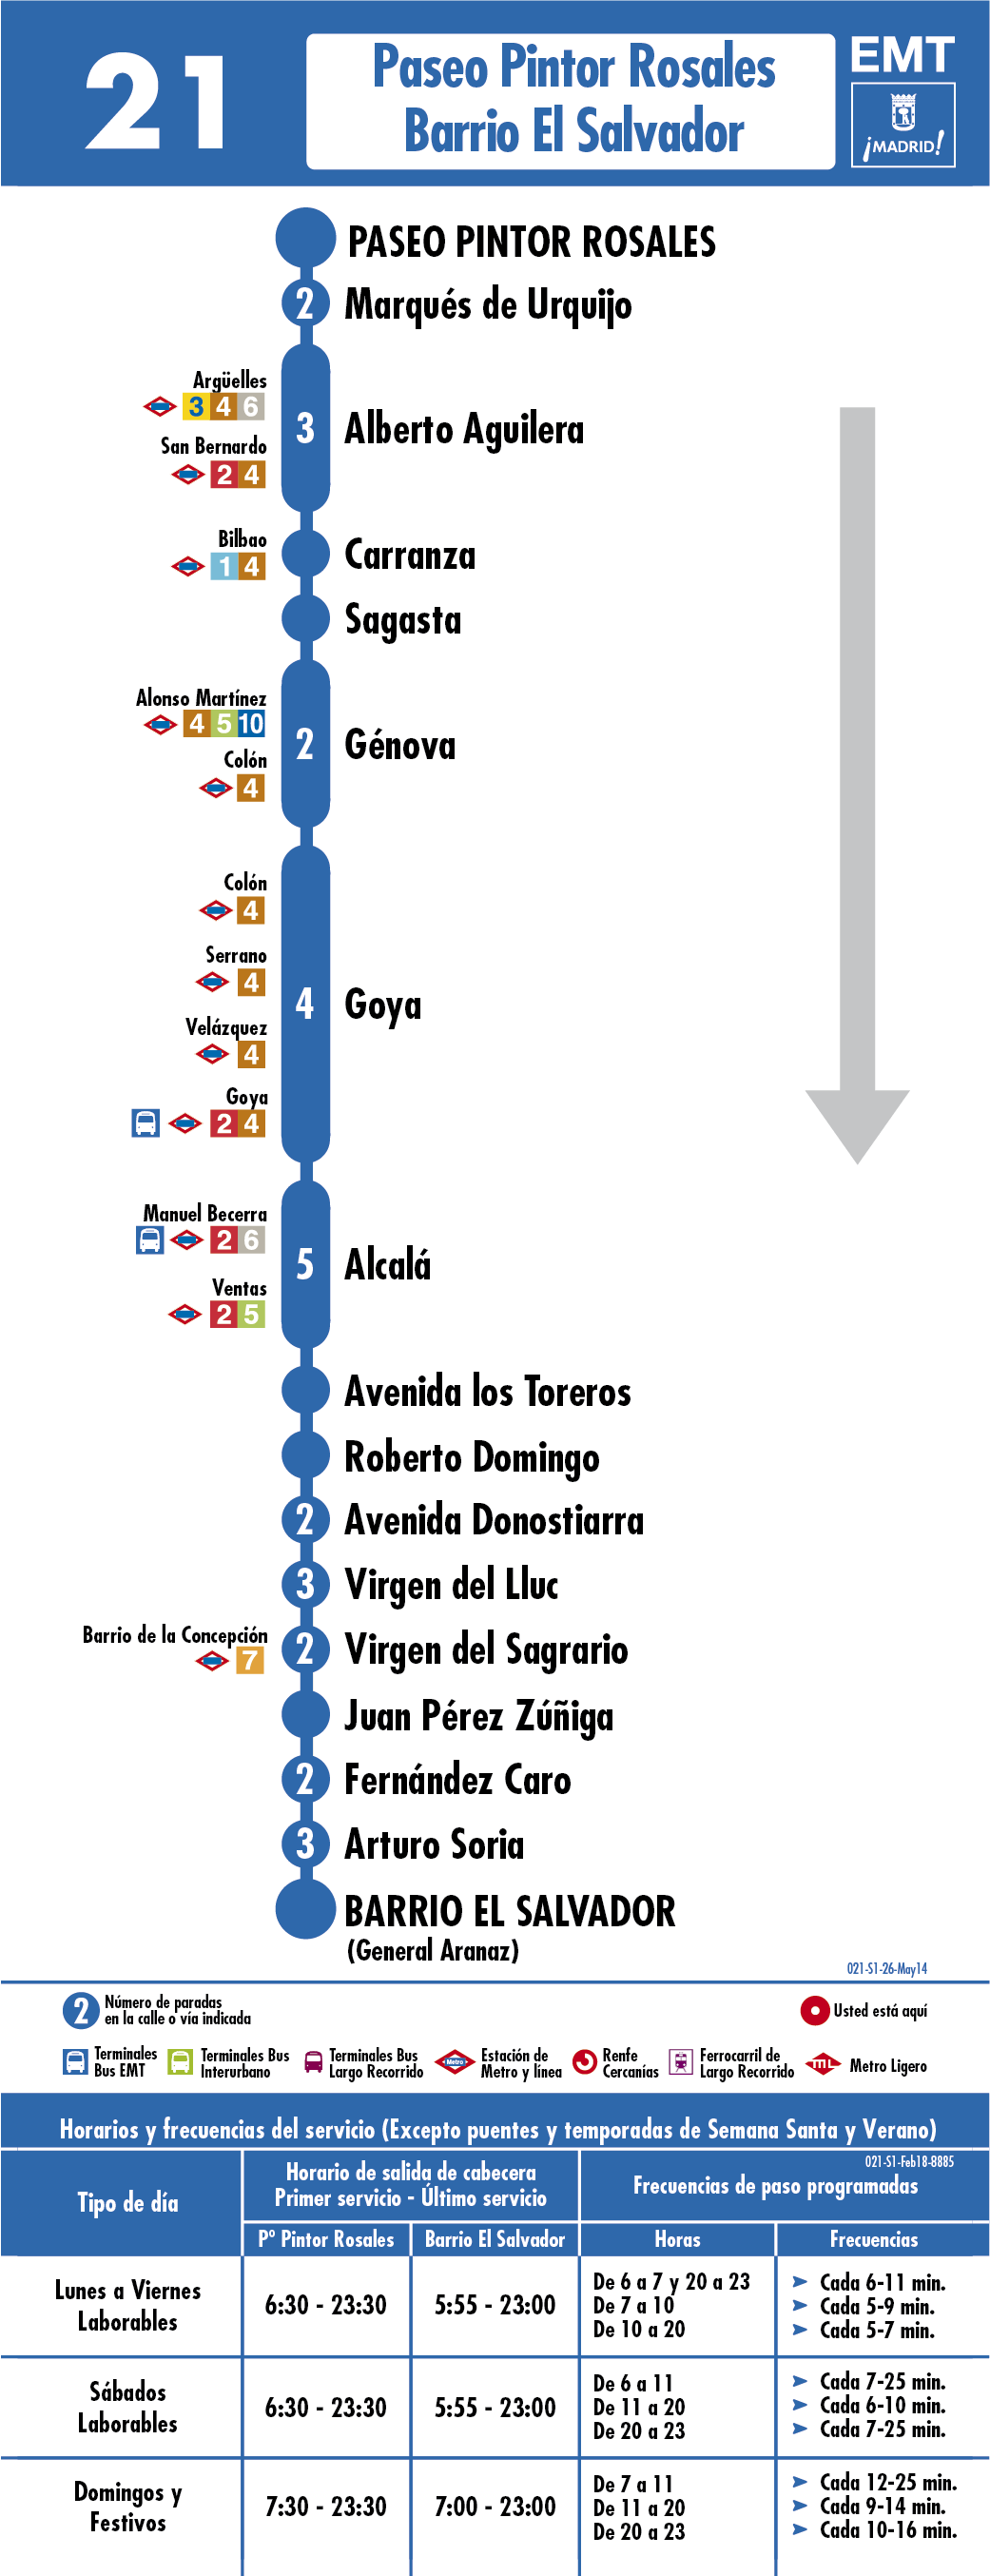 21
Paseo Pintor Rosales
Barrio El Salvador
EMT
¡MADRID!
PASEO PINTOR ROSALES
2 Marqués de Urquijo
Argüelles
3 4 6
3 Alberto Aguilera
San Bernardo
2 4
Bilbao
1 4
Carranza
Sagasta
Alonso Martínez
4 5 10
2 Génova
Colón
4
Colón
4
Serrano
4
4 Goya
Velázquez
4
Goya
2 4
Manuel Becerra
2 6
5 Alcalá
Ventas
2 5
Avenida los Toreros
Roberto Domingo
2 Avenida Donostiarra
3 Virgen del Lluc
Barrio de la Concepción
7
2 Virgen del Sagrario
Juan Pérez Zúñiga
2 Fernández Caro
3 Arturo Soria
BARRIO EL SALVADOR
(General Aranaz)
021-S1-26-May14
2 Número de paradas
en la calle o vía indicada
Usted está aquí
Terminales
Bus EMT
Terminales Bus
Interurbano
Terminales Bus
Largo Recorrido
Metro
Estación de
Metro y línea
Renfe
Cercanías
Ferrocarril de
Largo Recorrido
ML
Metro Ligero
Horarios y frecuencias del servicio (Excepto puentes y temporadas de Semana Santa y Verano)
021-S1-Feb18-8885
Tipo de día
Horario de salida de cabecera
Primer servicio - Último servicio
Frecuencias de paso programadas
Pº Pintor Rosales
Barrio El Salvador
Horas
Frecuencias
Lunes a Viernes
Laborables
6:30 - 23:30
5:55 - 23:00
De 6 a 7 y 20 a 23 Cada 6-11 min.
De 7 a 10 Cada 5-9 min.
De 10 a 20 Cada 5-7 min.
Sábados
Laborables
6:30 - 23:30
5:55 - 23:00
De 6 a 11 Cada 7-25 min.
De 11 a 20 Cada 6-10 min.
De 20 a 23 Cada 7-25 min.
Domingos y
Festivos
7:30 - 23:30
7:00 - 23:00
De 7 a 11 Cada 12-25 min.
De 11 a 20 Cada 9-14 min.
De 20 a 23 Cada 10-16 min.